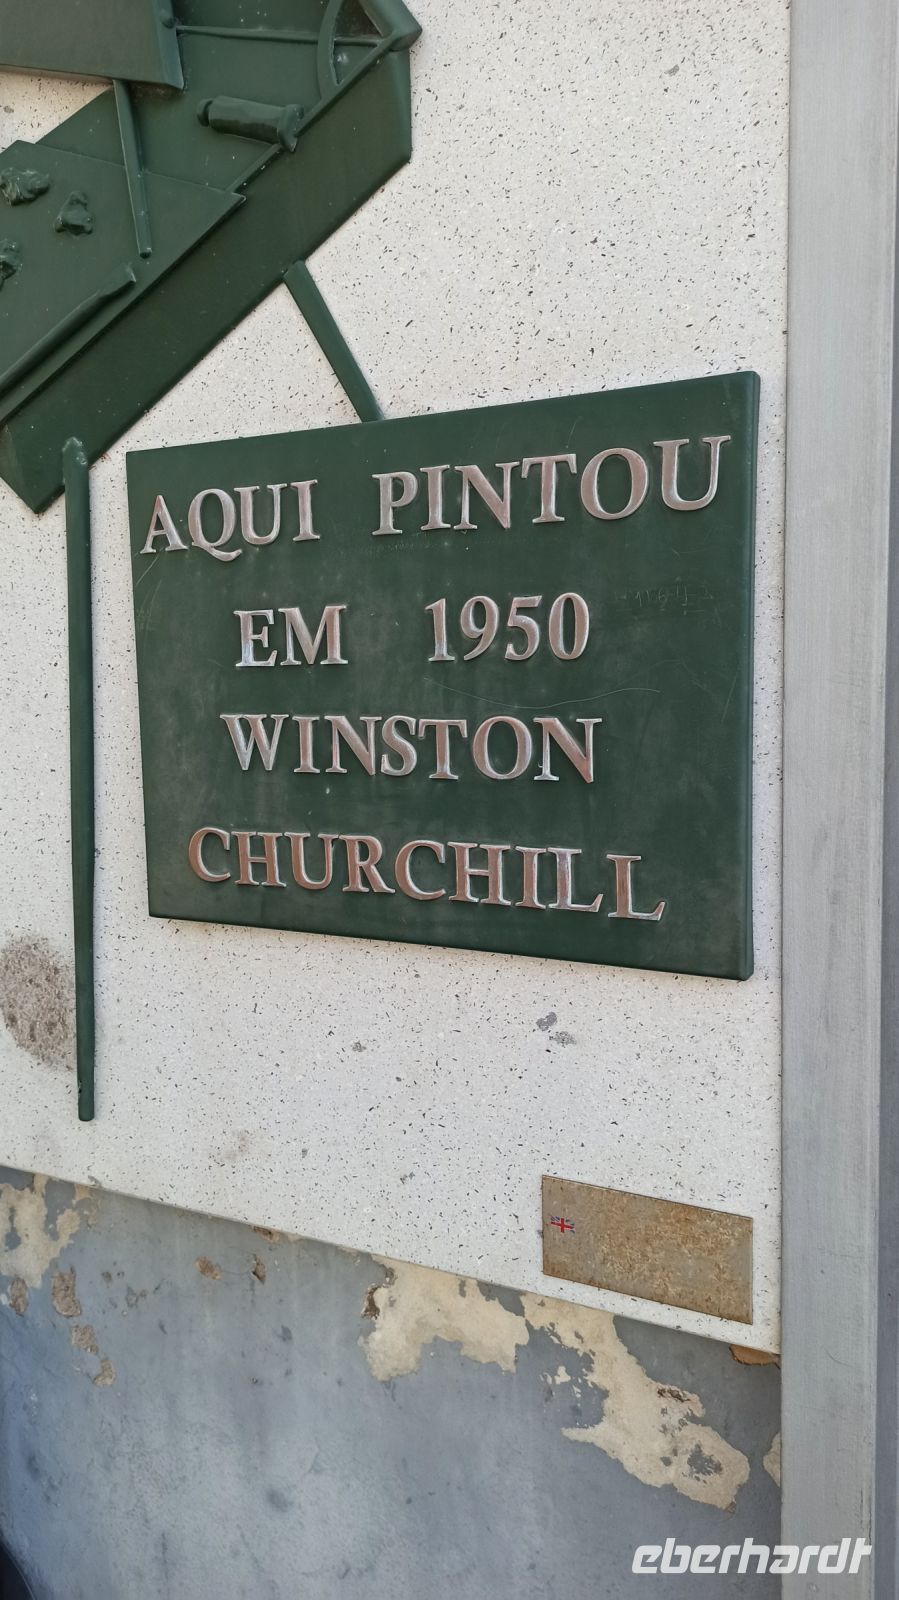 AQUI PINTOU
EM 1950
WINSTON
CHURCHILL
eberhardt